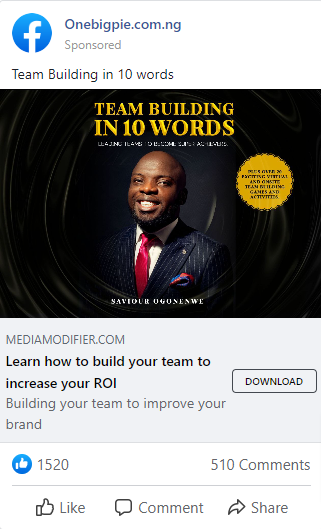 Onebigpie.com.ng
Sponsored
Team Building in 10 words
TEAM BUILDING
IN 10 WORDS
LEADING TEAMS TO BECOME SUPER ACHIEVERS.
PLUS OVER 20
EXCITING VIRTUAL
AND ONSITE
TEAM BUILDING
GAMES AND
ACTIVITIES
SAVIOUR OGONENWE
MEDIAMODIFIER.COM
Learn how to build your team to
increase your ROI
DOWNLOAD
Building your team to improve your
brand
1520
510 Comments
Like
Comment
Share